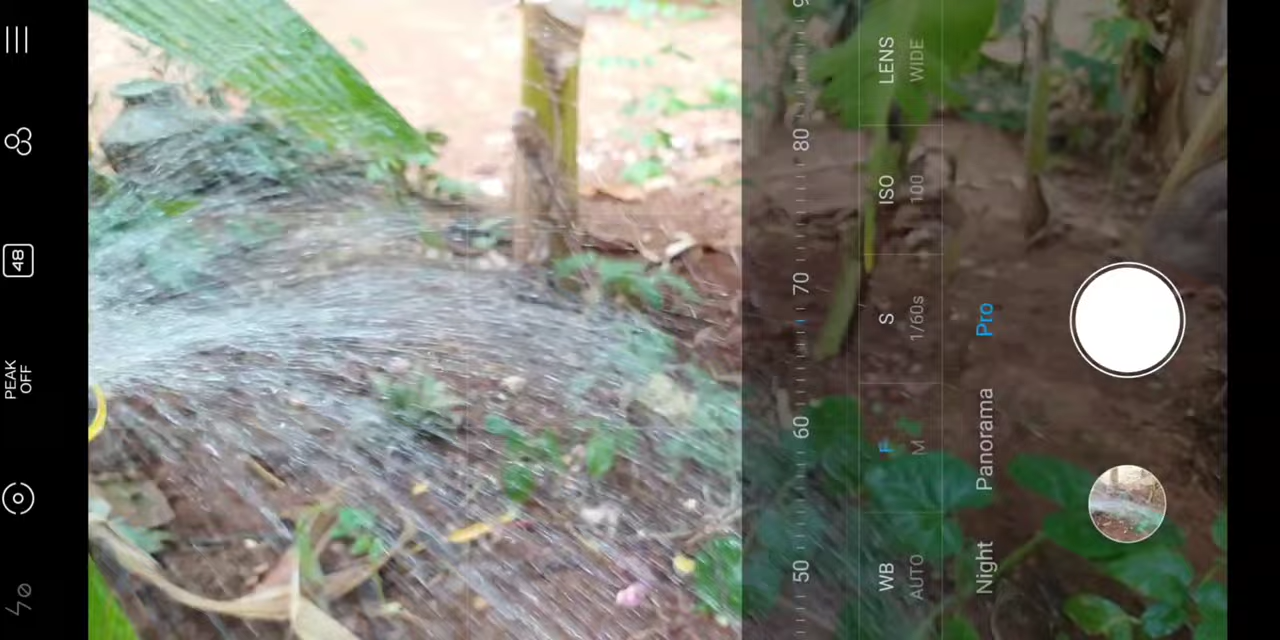 PEAK
OFF
48
50 60 70 80
WB F S ISO LENS
AUTO M 1/60s 100 WIDE
Night Panorama Pro